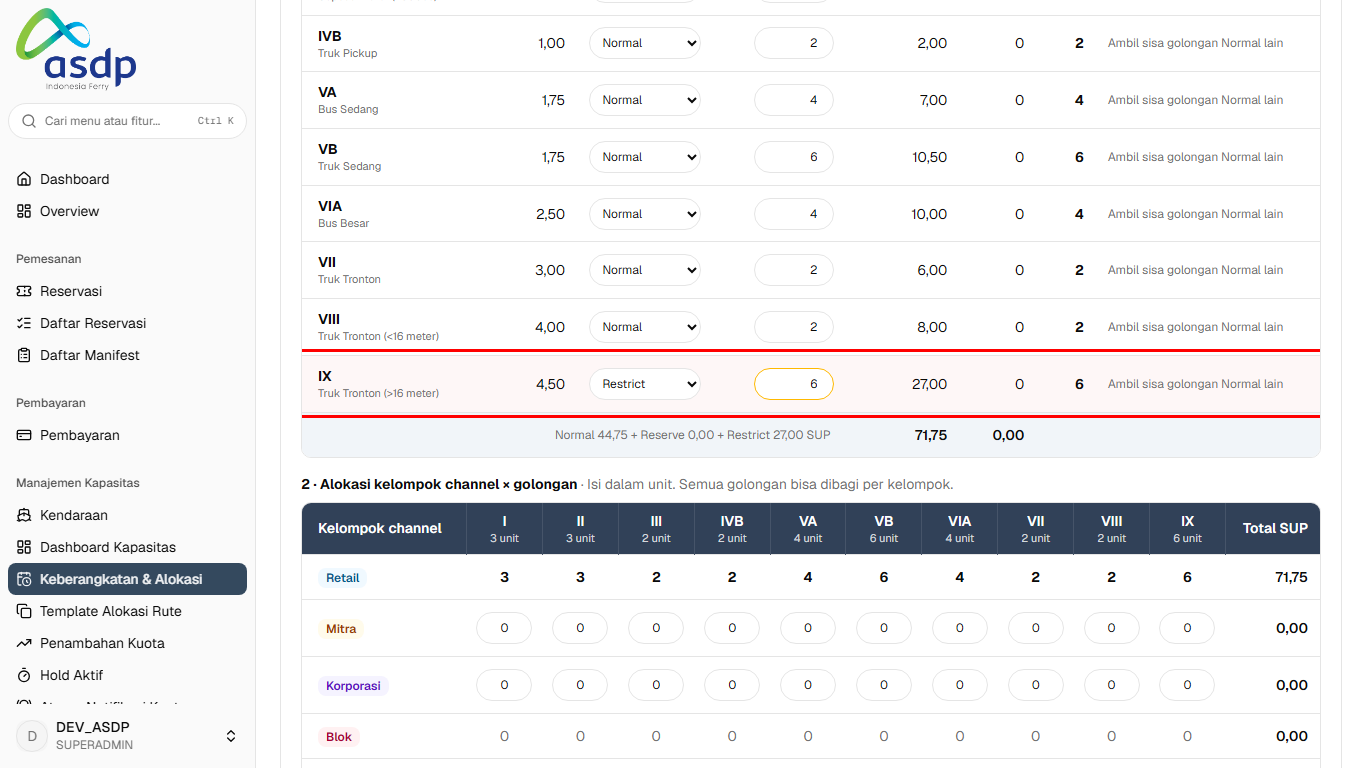 asdp
Indonesia Ferry
Cari menu atau fitur...
Ctrl K
Dashboard
Overview
Pemesanan
Reservasi
Daftar Reservasi
Daftar Manifest
Pembayaran
Pembayaran
Manajemen Kapasitas
Kendaraan
Dashboard Kapasitas
Keberangkatan & Alokasi
Template Alokasi Rute
Penambahan Kuota
Hold Aktif
D
DEV_ASDP
SUPERADMIN
IVB 1,00 Normal 2 2,00 0 2 Ambil sisa golongan Normal lain
Truk Pickup
VA 1,75 Normal 4 7,00 0 4 Ambil sisa golongan Normal lain
Bus Sedang
VB 1,75 Normal 6 10,50 0 6 Ambil sisa golongan Normal lain
Truk Sedang
VIA 2,50 Normal 4 10,00 0 4 Ambil sisa golongan Normal lain
Bus Besar
VII 3,00 Normal 2 6,00 0 2 Ambil sisa golongan Normal lain
Truk Tronton
VIII 4,00 Normal 2 8,00 0 2 Ambil sisa golongan Normal lain
Truk Tronton (<16 meter)
IX 4,50 Restrict 6 27,00 0 6 Ambil sisa golongan Normal lain
Truk Tronton (>16 meter)
Normal 44,75 + Reserve 0,00 + Restrict 27,00 SUP 71,75 0,00
2 · Alokasi kelompok channel × golongan · Isi dalam unit. Semua golongan bisa dibagi per kelompok.
Kelompok channel I II III IVB VA VB VIA VII VIII IX Total SUP
3 unit 3 unit 2 unit 2 unit 4 unit 6 unit 4 unit 2 unit 2 unit 6 unit
Retail 3 3 2 2 4 6 4 2 2 6 71,75
Mitra 0 0 0 0 0 0 0 0 0 0 0,00
Korporasi 0 0 0 0 0 0 0 0 0 0 0,00
Blok 0 0 0 0 0 0 0 0 0 0 0,00